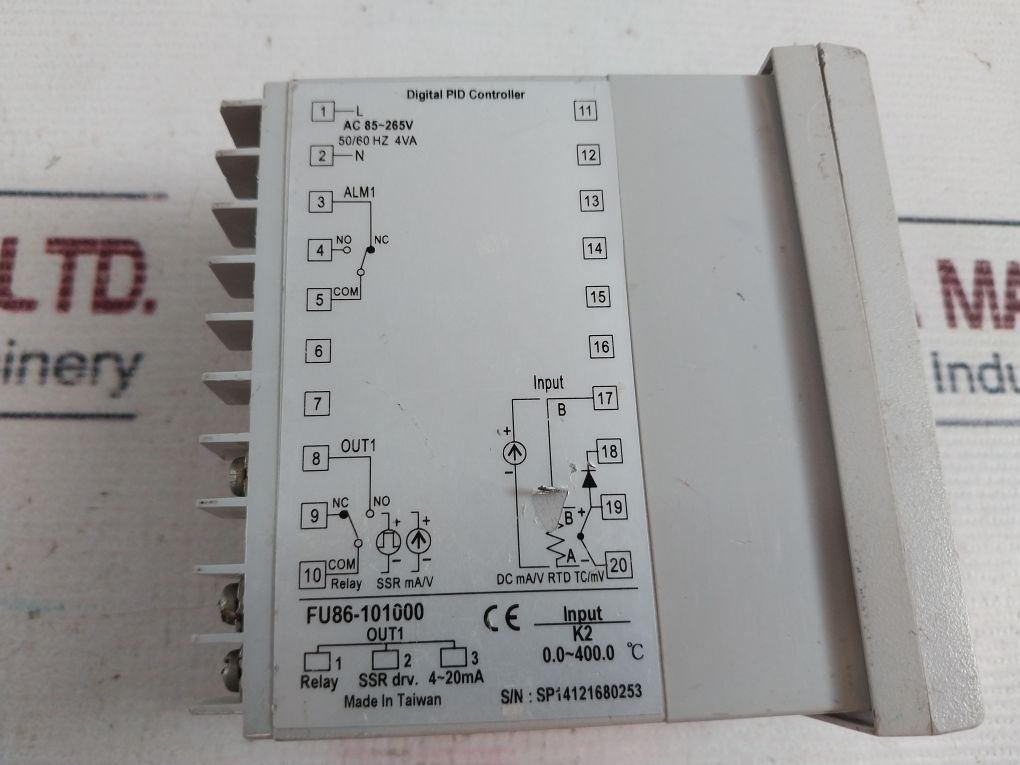 Digital PID Controller
1 L
AC 85~265V
50/60 HZ 4VA
2 N
3 ALM1
4 NO NC
5 COM
6
7
8 OUT1
9 NC NO
10 COM
Relay SSR mA/V
+ - + -
11
12
13
14
15
16
Input
17
B
18
+ -
19
B +
20
A -
DC mA/V RTD TC/mV
FU86-101000
CE
Input
K2
0.0~400.0 °C
OUT1
1 2 3
Relay SSR drv. 4~20mA
Made In Taiwan
S/N : SP14121680253
LTD.
inery
MA
indu